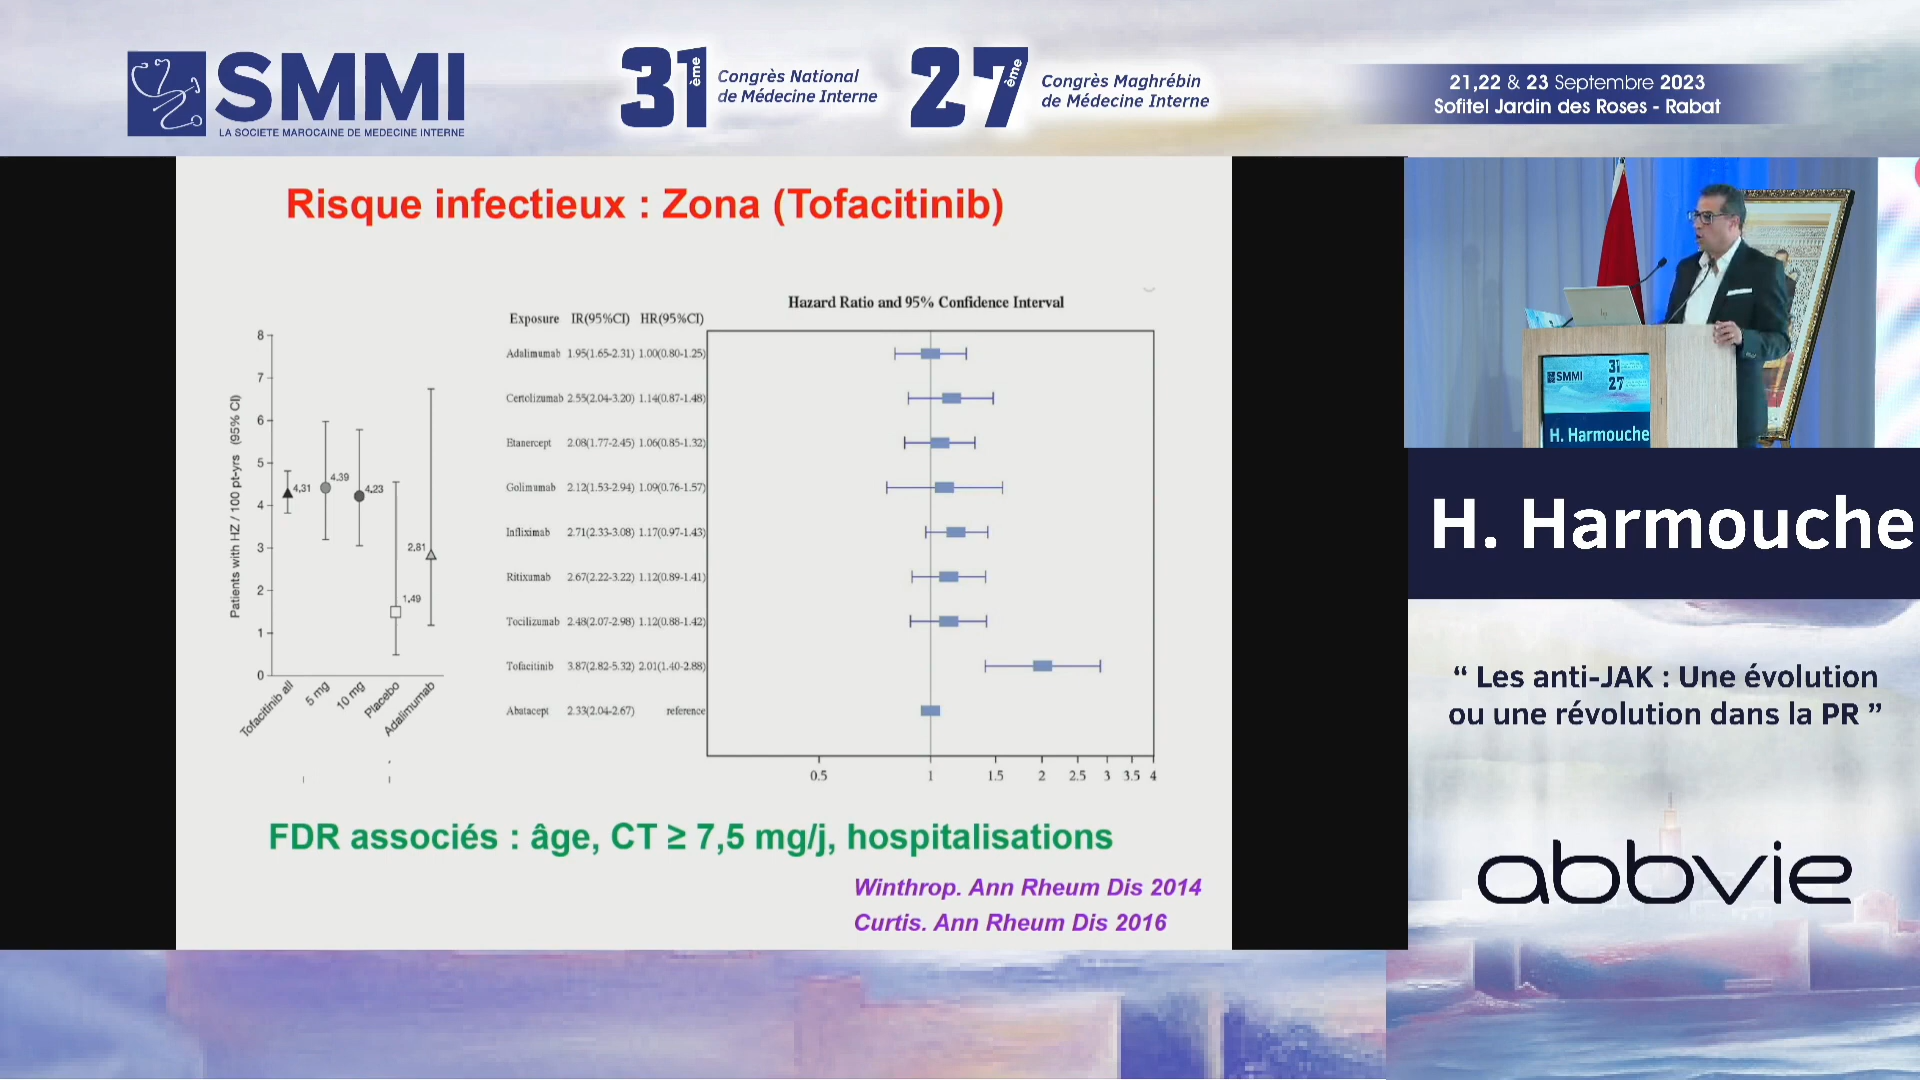 SMMI
LA SOCIETE MAROCAINE DE MEDECINE INTERNE
31ème
Congrès National
de Médecine Interne
27ème
Congrès Maghrébin
de Médecine Interne
21,22 & 23 Septembre 2023
Sofitel Jardin des Roses - Rabat
Risque infectieux : Zona (Tofacitinib)
Patients with HZ / 100 pt-yrs (95% CI)
8
7
6
5
4
3
2
1
0
4,31
4,39
4,23
1,49
2,81
Tofacitinib all
5 mg
10 mg
Placebo
Adalimumab
Hazard Ratio and 95% Confidence Interval
Exposure IR(95%CI) HR(95%CI)
Adalimumab 1.95(1.65-2.31) 1.00(0.80-1.25)
Certolizumab 2.55(2.04-3.20) 1.14(0.87-1.48)
Etanercept 2.08(1.77-2.45) 1.06(0.85-1.32)
Golimumab 2.12(1.53-2.94) 1.09(0.76-1.57)
Infliximab 2.71(2.33-3.08) 1.17(0.97-1.43)
Ritixumab 2.67(2.22-3.22) 1.12(0.89-1.41)
Tocilizumab 2.48(2.07-2.98) 1.12(0.88-1.42)
Tofacitinib 3.87(2.82-5.32) 2.01(1.40-2.88)
Abatacept 2.33(2.04-2.67) reference
0.5 1 1.5 2 2.5 3 3.5 4
FDR associés : âge, CT ≥ 7,5 mg/j, hospitalisations
Winthrop. Ann Rheum Dis 2014
Curtis. Ann Rheum Dis 2016
SMMI
31
27
H. Harmouche
H. Harmouche
“ Les anti-JAK : Une évolution
ou une révolution dans la PR ”
abbvie